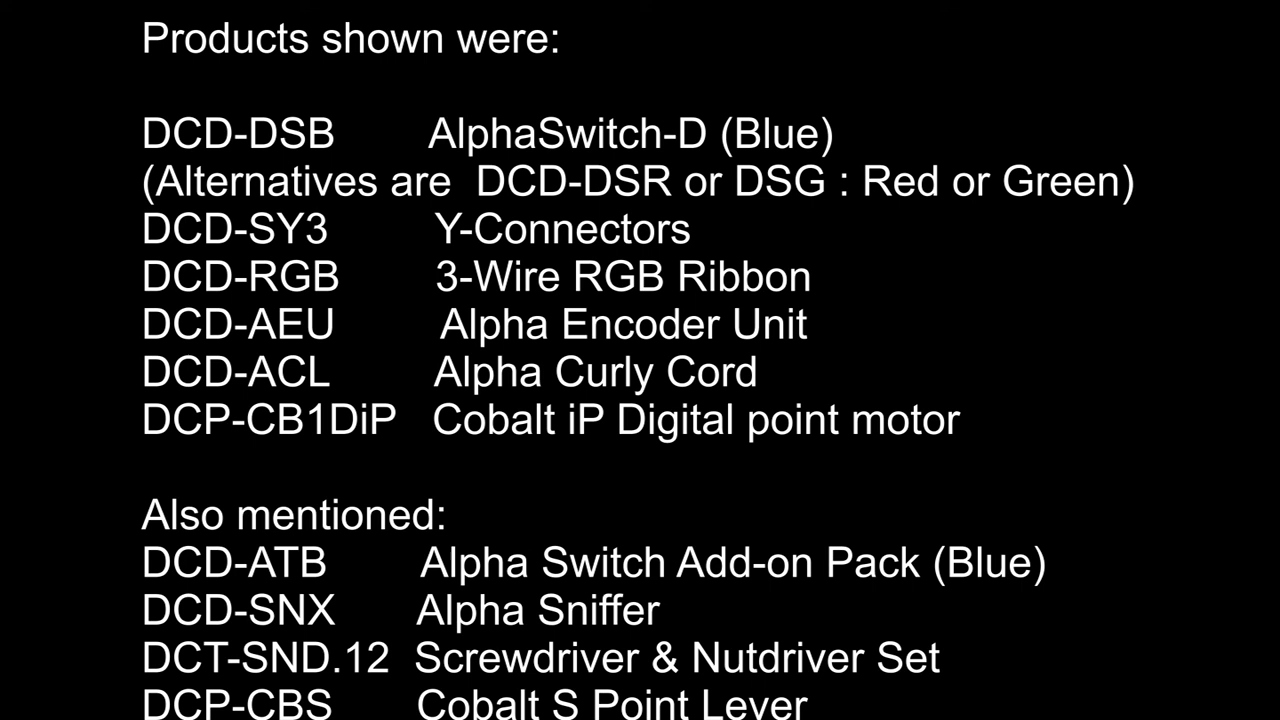 Products shown were:
DCD-DSB AlphaSwitch-D (Blue)
(Alternatives are DCD-DSR or DSG : Red or Green)
DCD-SY3 Y-Connectors
DCD-RGB 3-Wire RGB Ribbon
DCD-AEU Alpha Encoder Unit
DCD-ACL Alpha Curly Cord
DCP-CB1DiP Cobalt iP Digital point motor
Also mentioned:
DCD-ATB Alpha Switch Add-on Pack (Blue)
DCD-SNX Alpha Sniffer
DCT-SND.12 Screwdriver & Nutdriver Set
DCP-CBS Cobalt S Point Lever